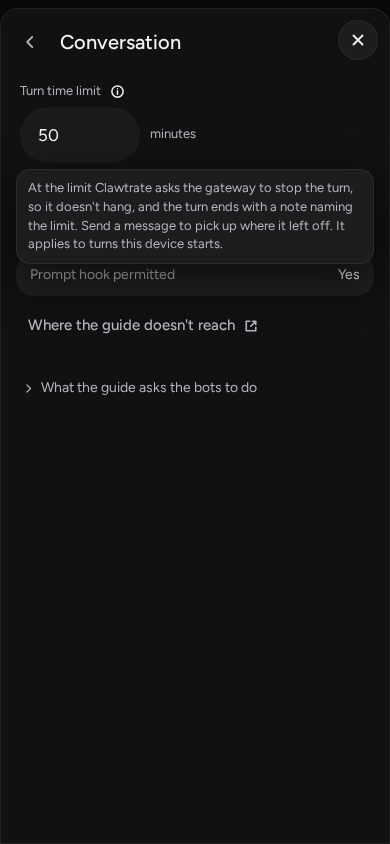 Conversation
Turn time limit
50 minutes
At the limit Clawtrate asks the gateway to stop the turn,
so it doesn't hang, and the turn ends with a note naming
the limit. Send a message to pick up where it left off. It
applies to turns this device starts.
Prompt hook permitted Yes
Where the guide doesn't reach
What the guide asks the bots to do